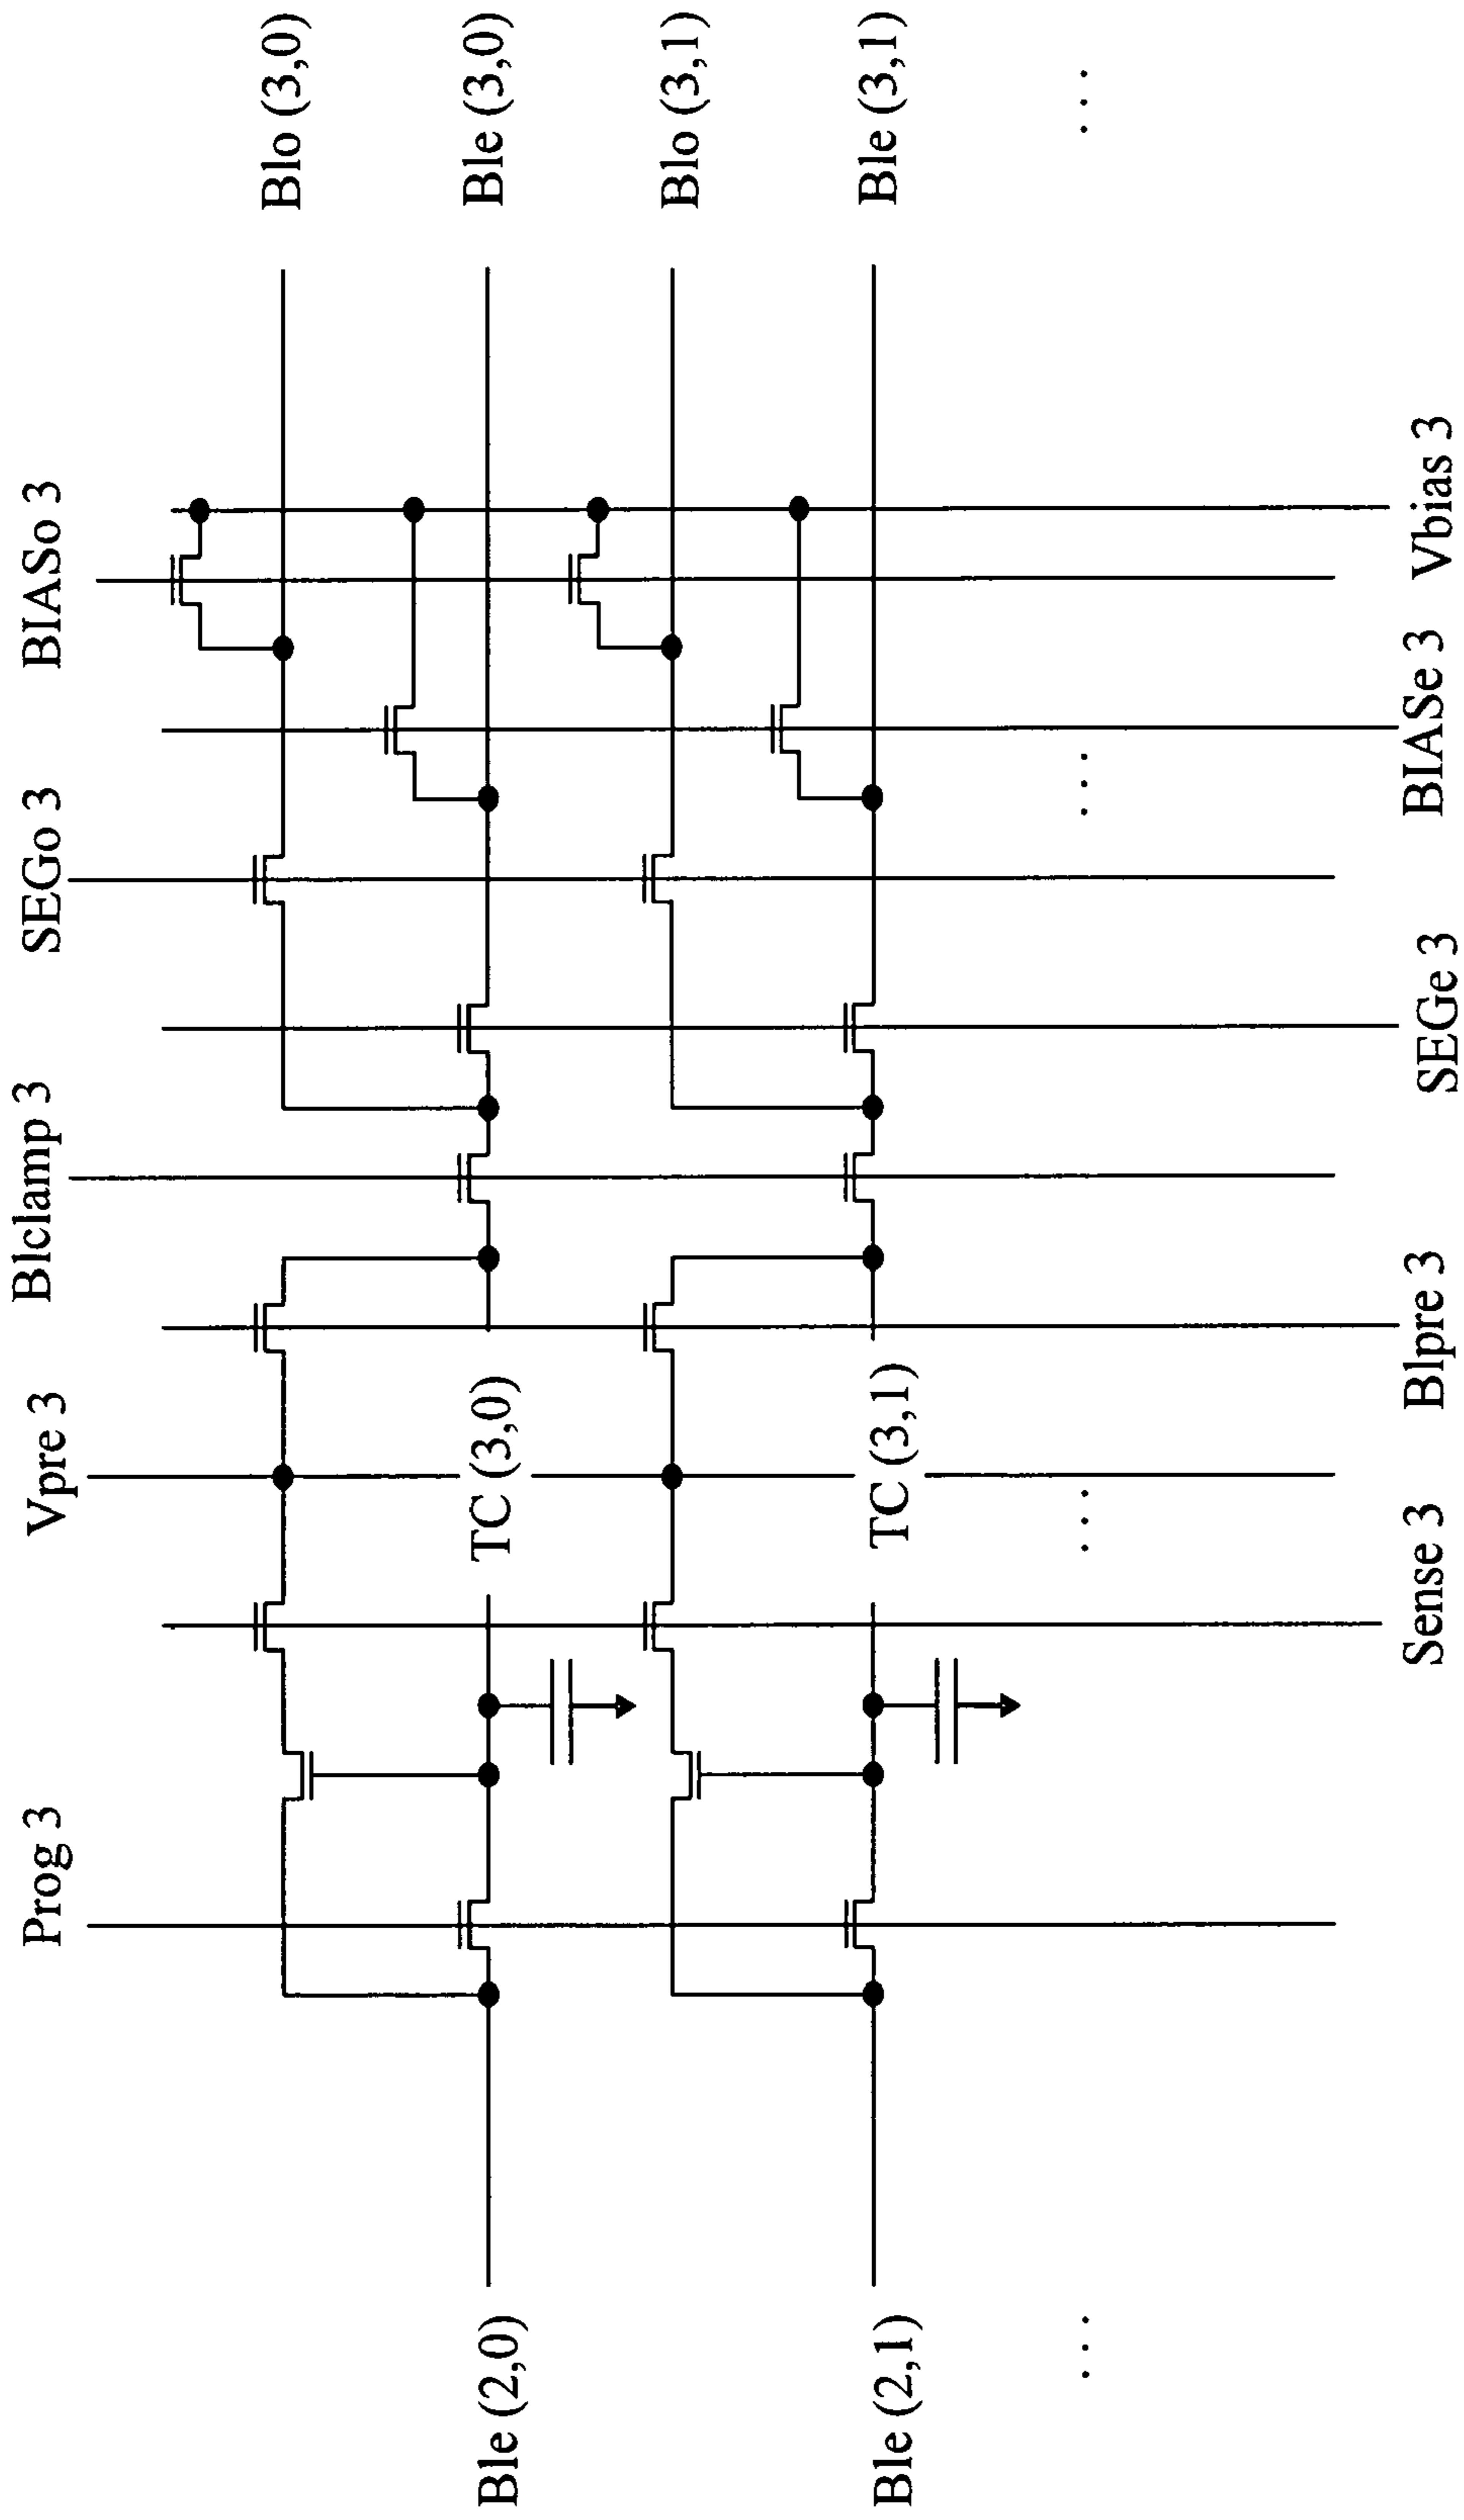 Prog 3
Vpre 3
Blclamp 3
SEGo 3
BIASo 3
Blo (3,0)
Ble (2,0)
TC (3,0)
Ble (3,0)
Blo (3,1)
Ble (2,1)
TC (3,1)
Ble (3,1)
...
...
...
...
Sense 3
Blpre 3
SEGe 3
BIASe 3
Vbias 3